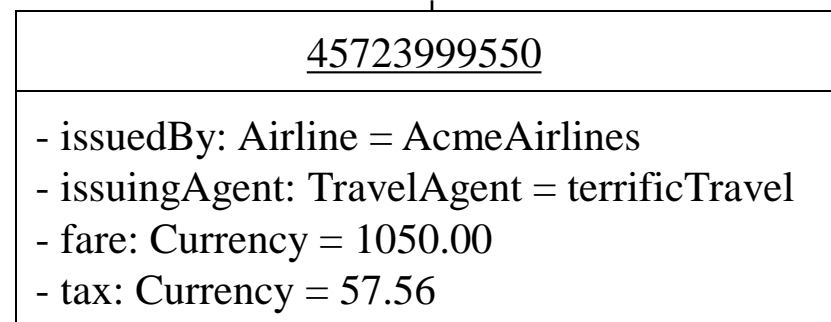 45723999550
- issuedBy: Airline = AcmeAirlines
- issuingAgent: TravelAgent = terrificTravel
- fare: Currency = 1050.00
- tax: Currency = 57.56